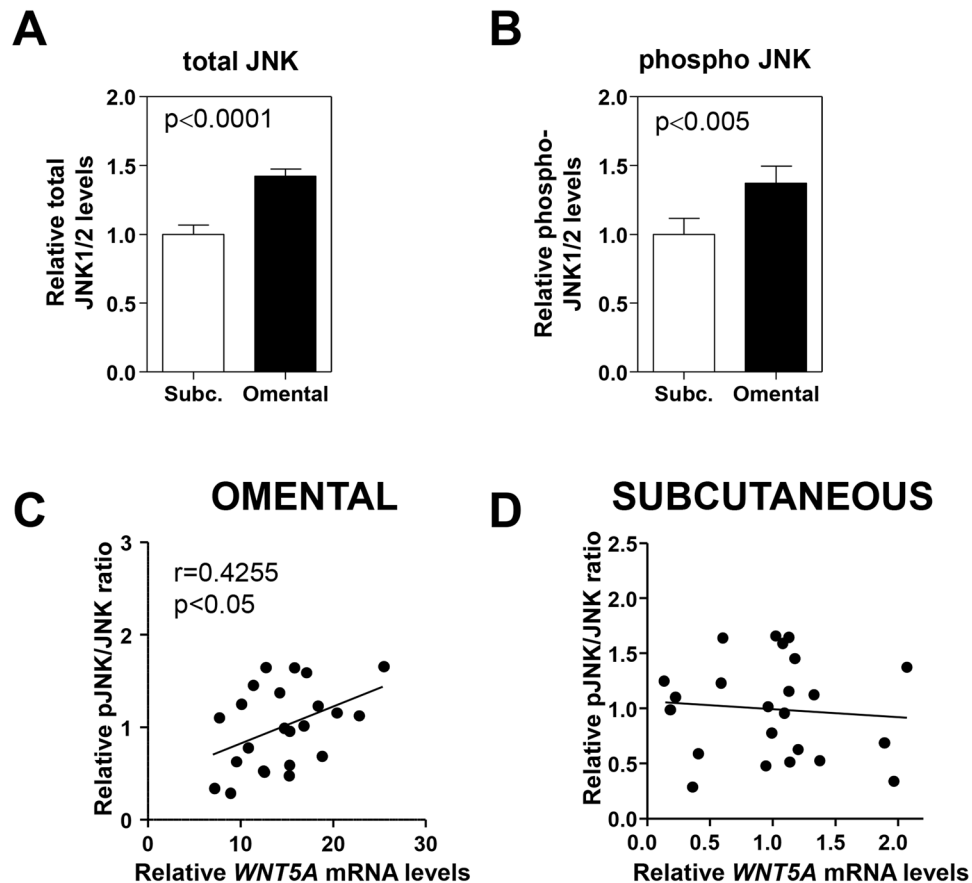 A
total JNK
Relative total
JNK1/2 levels
2.0
1.5
1.0
0.5
0.0
p<0.0001
Subc.
Omental
B
phospho JNK
Relative phospho-
JNK1/2 levels
2.0
1.5
1.0
0.5
0.0
p<0.005
Subc.
Omental
C
OMENTAL
Relative pJNK/JNK ratio
3
2
1
0
r=0.4255
p<0.05
0
10
20
30
Relative WNT5A mRNA levels
D
SUBCUTANEOUS
Relative pJNK/JNK ratio
2.5
2.0
1.5
1.0
0.5
0.0
0.0
0.5
1.0
1.5
2.0
Relative WNT5A mRNA levels